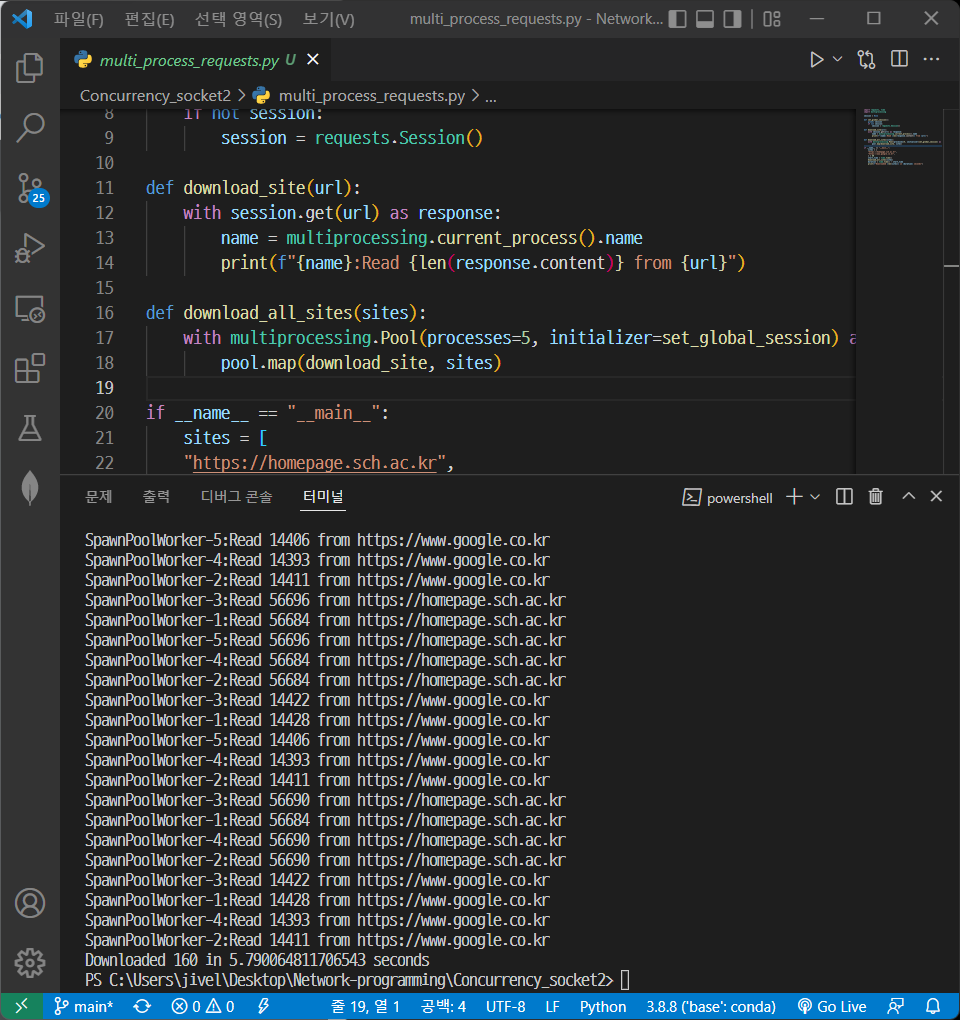 파일(F) 편집(E) 선택 영역(S) 보기(V) multi_process_requests.py - Network...
multi_process_requests.py U
Concurrency_socket2 > multi_process_requests.py > ...
25
8 if not session:
9 session = requests.Session()
10
11 def download_site(url):
12 with session.get(url) as response:
13 name = multiprocessing.current_process().name
14 print(f"{name}:Read {len(response.content)} from {url}")
15
16 def download_all_sites(sites):
17 with multiprocessing.Pool(processes=5, initializer=set_global_session) a
18 pool.map(download_site, sites)
19
20 if __name__ == "__main__":
21 sites = [
22 "https://homepage.sch.ac.kr",
문제 출력 디버그 콘솔 터미널 powershell
SpawnPoolWorker-5:Read 14406 from https://www.google.co.kr
SpawnPoolWorker-4:Read 14393 from https://www.google.co.kr
SpawnPoolWorker-2:Read 14411 from https://www.google.co.kr
SpawnPoolWorker-3:Read 56696 from https://homepage.sch.ac.kr
SpawnPoolWorker-1:Read 56684 from https://homepage.sch.ac.kr
SpawnPoolWorker-5:Read 56696 from https://homepage.sch.ac.kr
SpawnPoolWorker-4:Read 56684 from https://homepage.sch.ac.kr
SpawnPoolWorker-2:Read 56684 from https://homepage.sch.ac.kr
SpawnPoolWorker-3:Read 14422 from https://www.google.co.kr
SpawnPoolWorker-1:Read 14428 from https://www.google.co.kr
SpawnPoolWorker-5:Read 14406 from https://www.google.co.kr
SpawnPoolWorker-4:Read 14393 from https://www.google.co.kr
SpawnPoolWorker-2:Read 14411 from https://www.google.co.kr
SpawnPoolWorker-3:Read 56690 from https://homepage.sch.ac.kr
SpawnPoolWorker-1:Read 56684 from https://homepage.sch.ac.kr
SpawnPoolWorker-4:Read 56690 from https://homepage.sch.ac.kr
SpawnPoolWorker-2:Read 56690 from https://homepage.sch.ac.kr
SpawnPoolWorker-3:Read 14422 from https://www.google.co.kr
SpawnPoolWorker-1:Read 14428 from https://www.google.co.kr
SpawnPoolWorker-4:Read 14393 from https://www.google.co.kr
SpawnPoolWorker-2:Read 14411 from https://www.google.co.kr
Downloaded 160 in 5.790064811706543 seconds
PS C:\Users\jivel\Desktop\Network-programming\Concurrency_socket2>
main* 0 0 줄 19, 열 1 공백: 4 UTF-8 LF Python 3.8.8 ('base': conda) Go Live